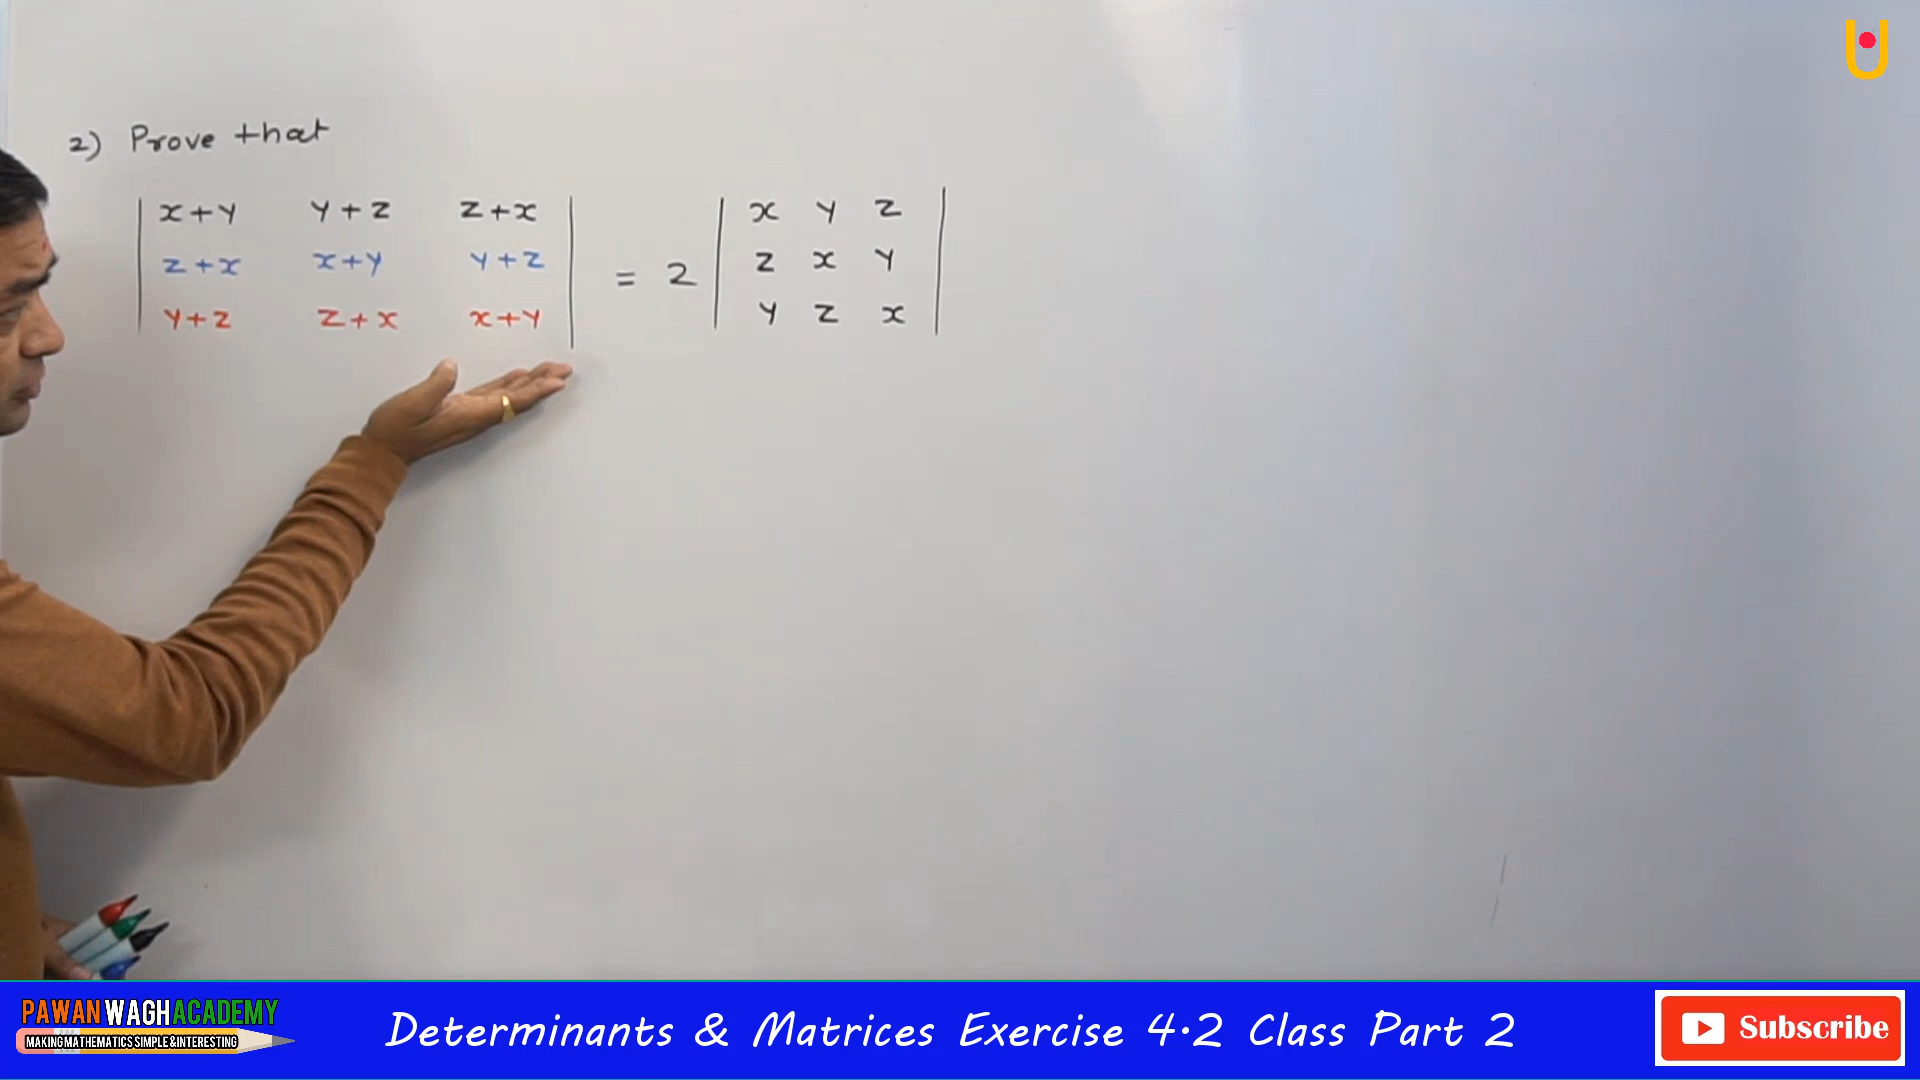 2) Prove that
x+y y+z z+x
z+x x+y y+z
y+z z+x x+y
= 2
x y z
z x y
y z x
PAWAN WAGH ACADEMY
MAKING MATHEMATICS SIMPLE & INTERESTING
Determinants & Matrices Exercise 4.2 Class Part 2
Subscribe